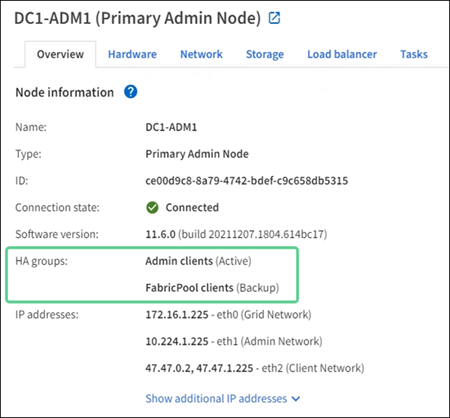 DC1-ADM1 (Primary Admin Node)
Overview Hardware Network Storage Load balancer Tasks
Node information ?
Name: DC1-ADM1
Type: Primary Admin Node
ID: ce00d9c8-8a79-4742-bdef-c9c658db5315
Connection state: Connected
Software version: 11.6.0 (build 20211207.1804.614bc17)
HA groups: Admin clients (Active)
FabricPool clients (Backup)
IP addresses: 172.16.1.225 - eth0 (Grid Network)
10.224.1.225 - eth1 (Admin Network)
47.47.0.2, 47.47.1.225 - eth2 (Client Network)
Show additional IP addresses